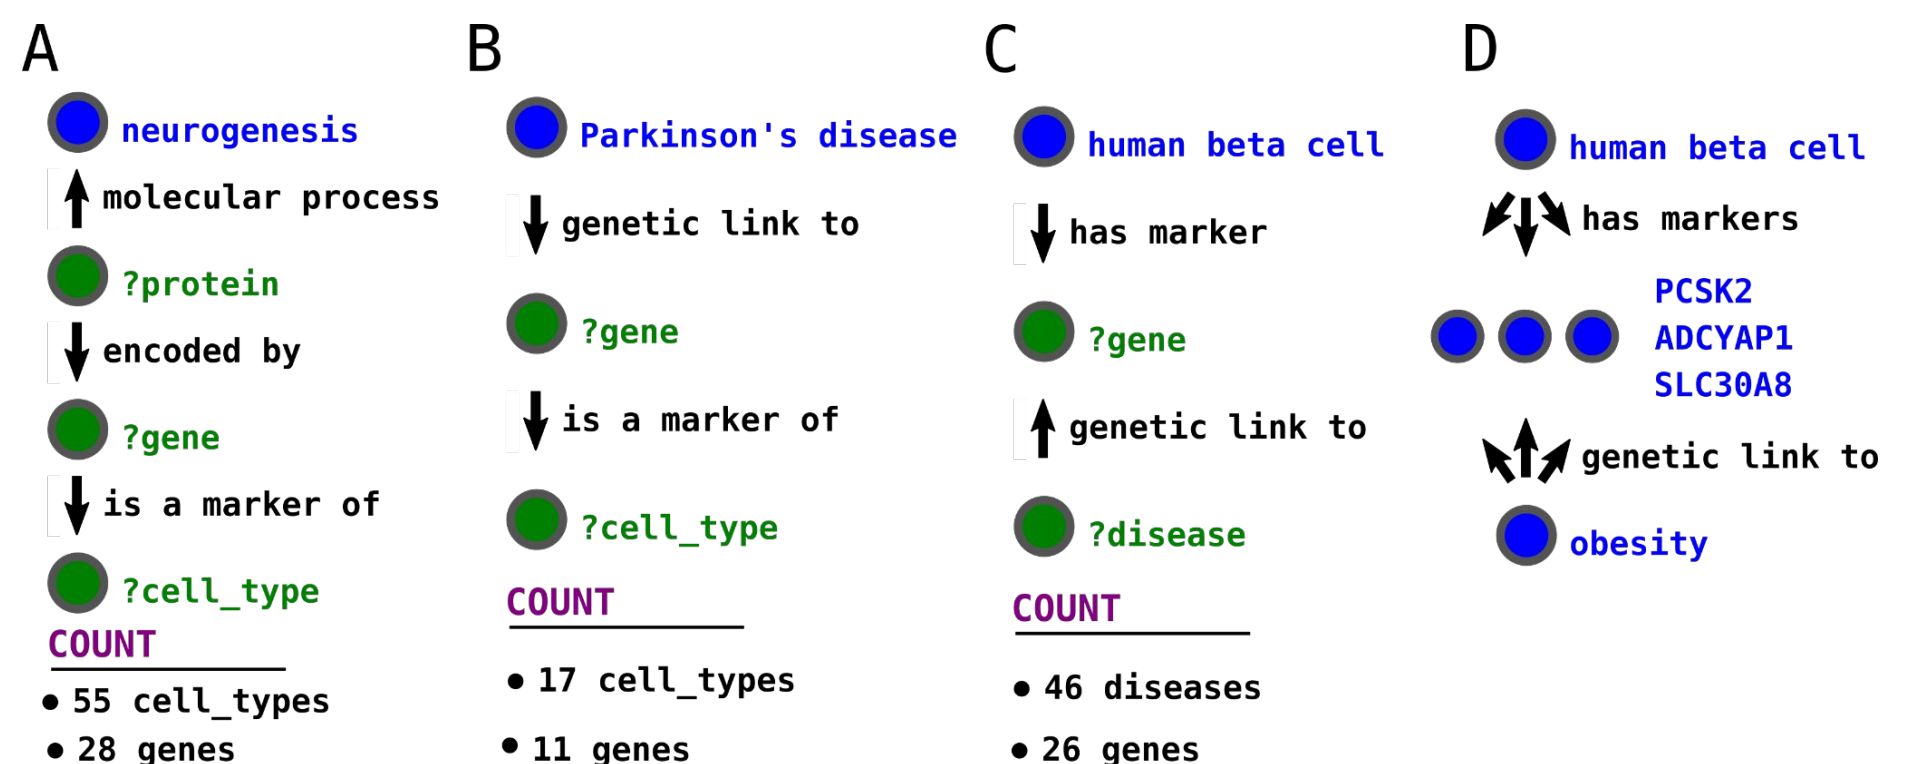 A
neurogenesis
molecular process
?protein
encoded by
?gene
is a marker of
?cell_type
COUNT
• 55 cell_types
• 28 genes
B
Parkinson's disease
genetic link to
?gene
is a marker of
?cell_type
COUNT
• 17 cell_types
• 11 genes
C
human beta cell
has marker
?gene
genetic link to
?disease
COUNT
• 46 diseases
• 26 genes
D
human beta cell
has markers
PCSK2
ADCYAP1
SLC30A8
genetic link to
obesity